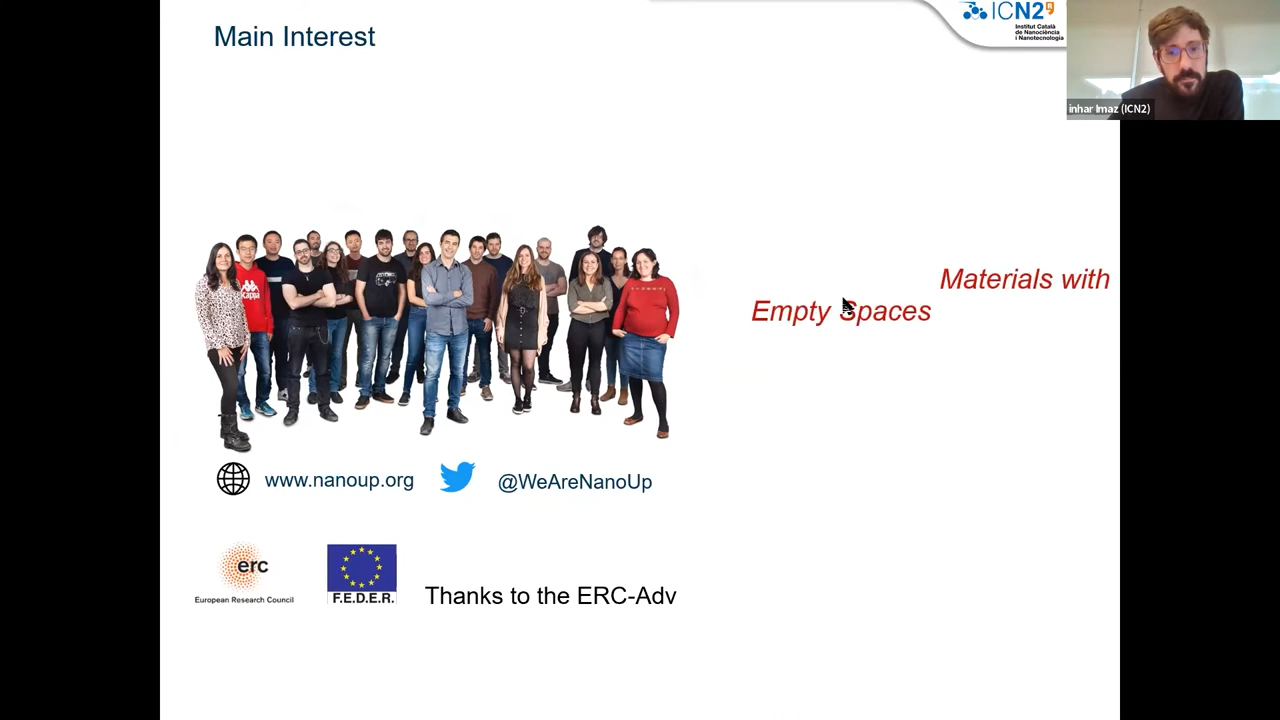 Main Interest
ICN2
Institut Català
de Nanociència
i Nanotecnologia
inhar Imaz (ICN2)
Kappa
Materials with
Empty Spaces
www.nanoup.org
@WeAreNanoUp
erc
European Research Council
F.E.D.E.R.
Thanks to the ERC-Adv